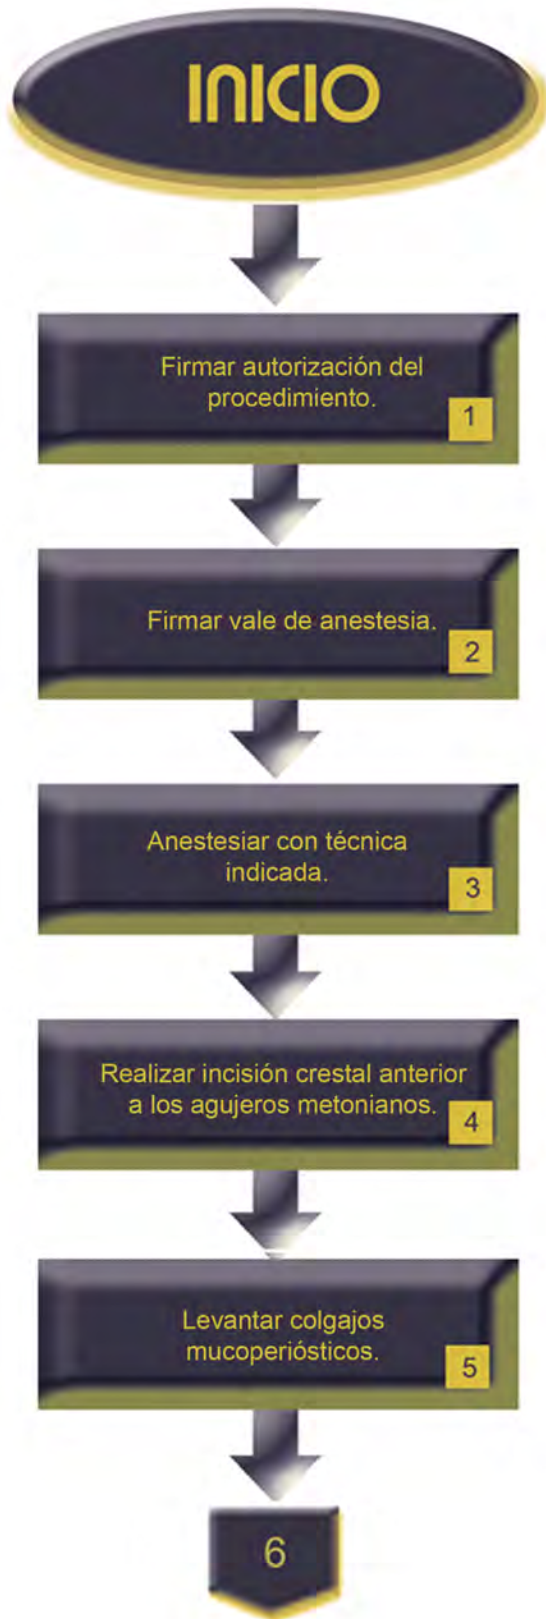 INICIO
Firmar autorización del
procedimiento.
1
Firmar vale de anestesia.
2
Anestesiar con técnica
indicada.
3
Realizar incisión crestal anterior
a los agujeros metonianos.
4
Levantar colgajos
mucoperiósticos.
5
6